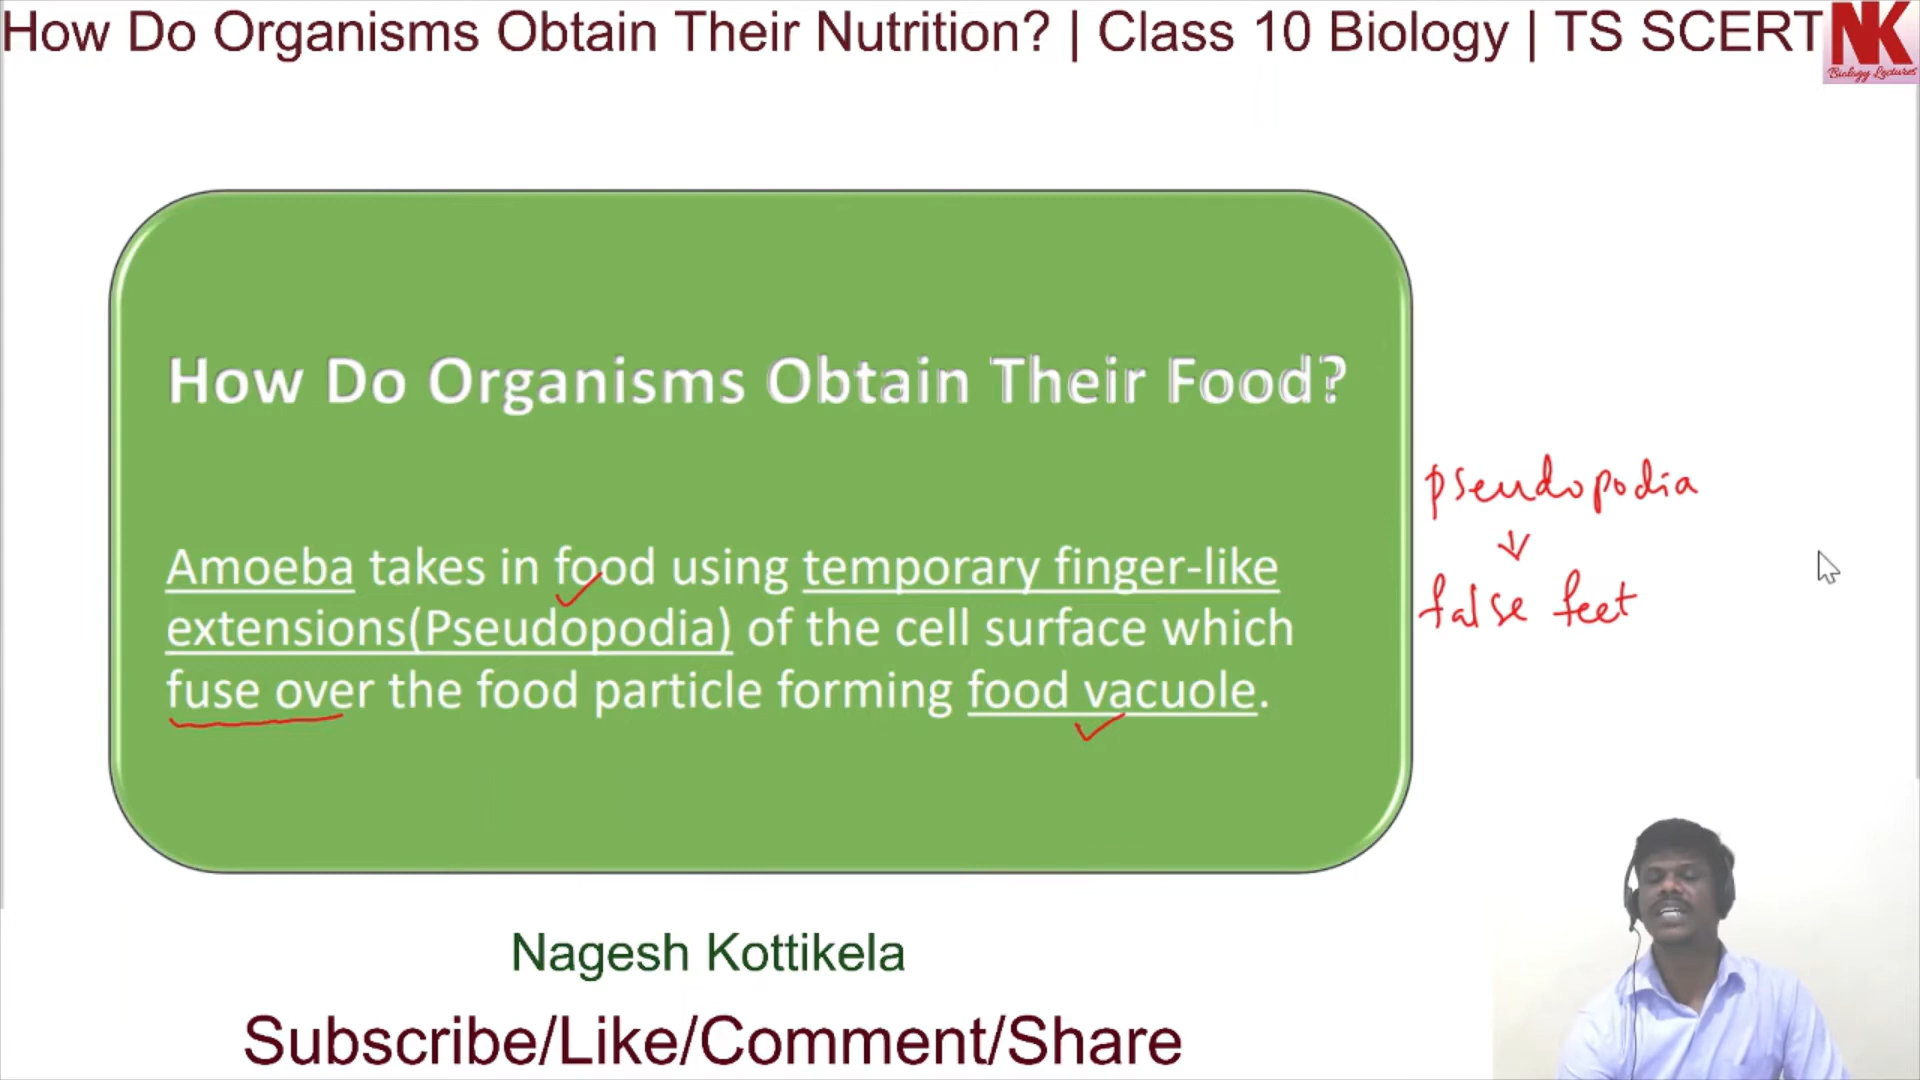 How Do Organisms Obtain Their Nutrition? | Class 10 Biology | TS SCERT
NK
Biology Lectures
How Do Organisms Obtain Their Food?
Amoeba takes in food using temporary finger-like
extensions(Pseudopodia) of the cell surface which
fuse over the food particle forming food vacuole.
pseudopodia
false feet
Nagesh Kottikela
Subscribe/Like/Comment/Share